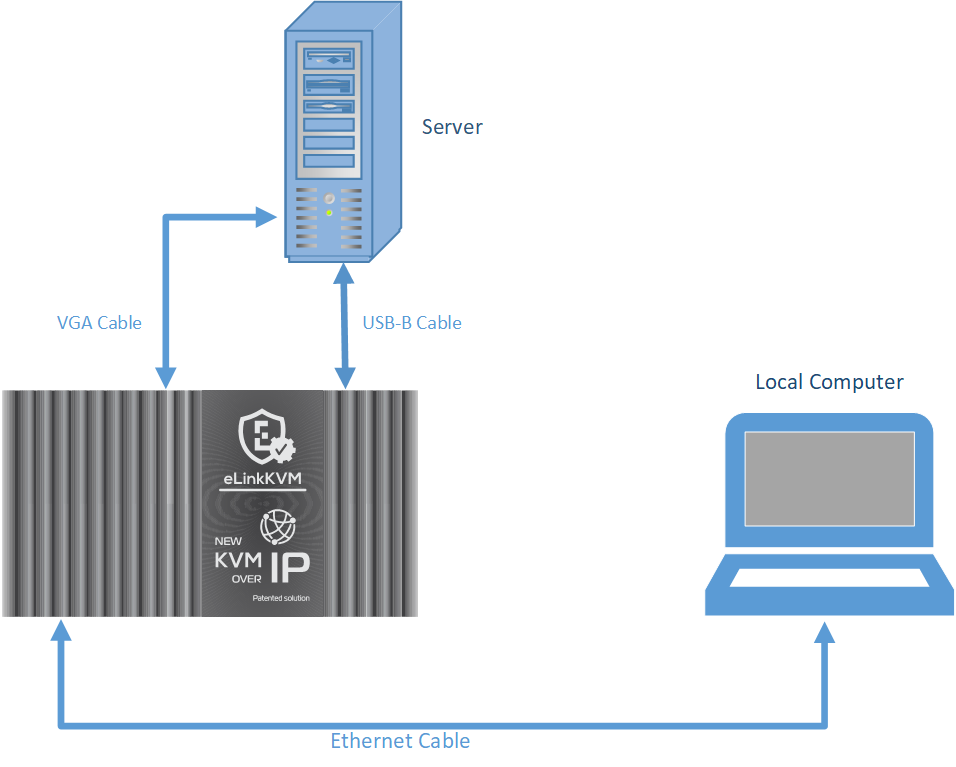 Server
VGA Cable
USB-B Cable
Local Computer
eLinkKVM
NEW
KVM
OVER
IP
Patented solution
Ethernet Cable